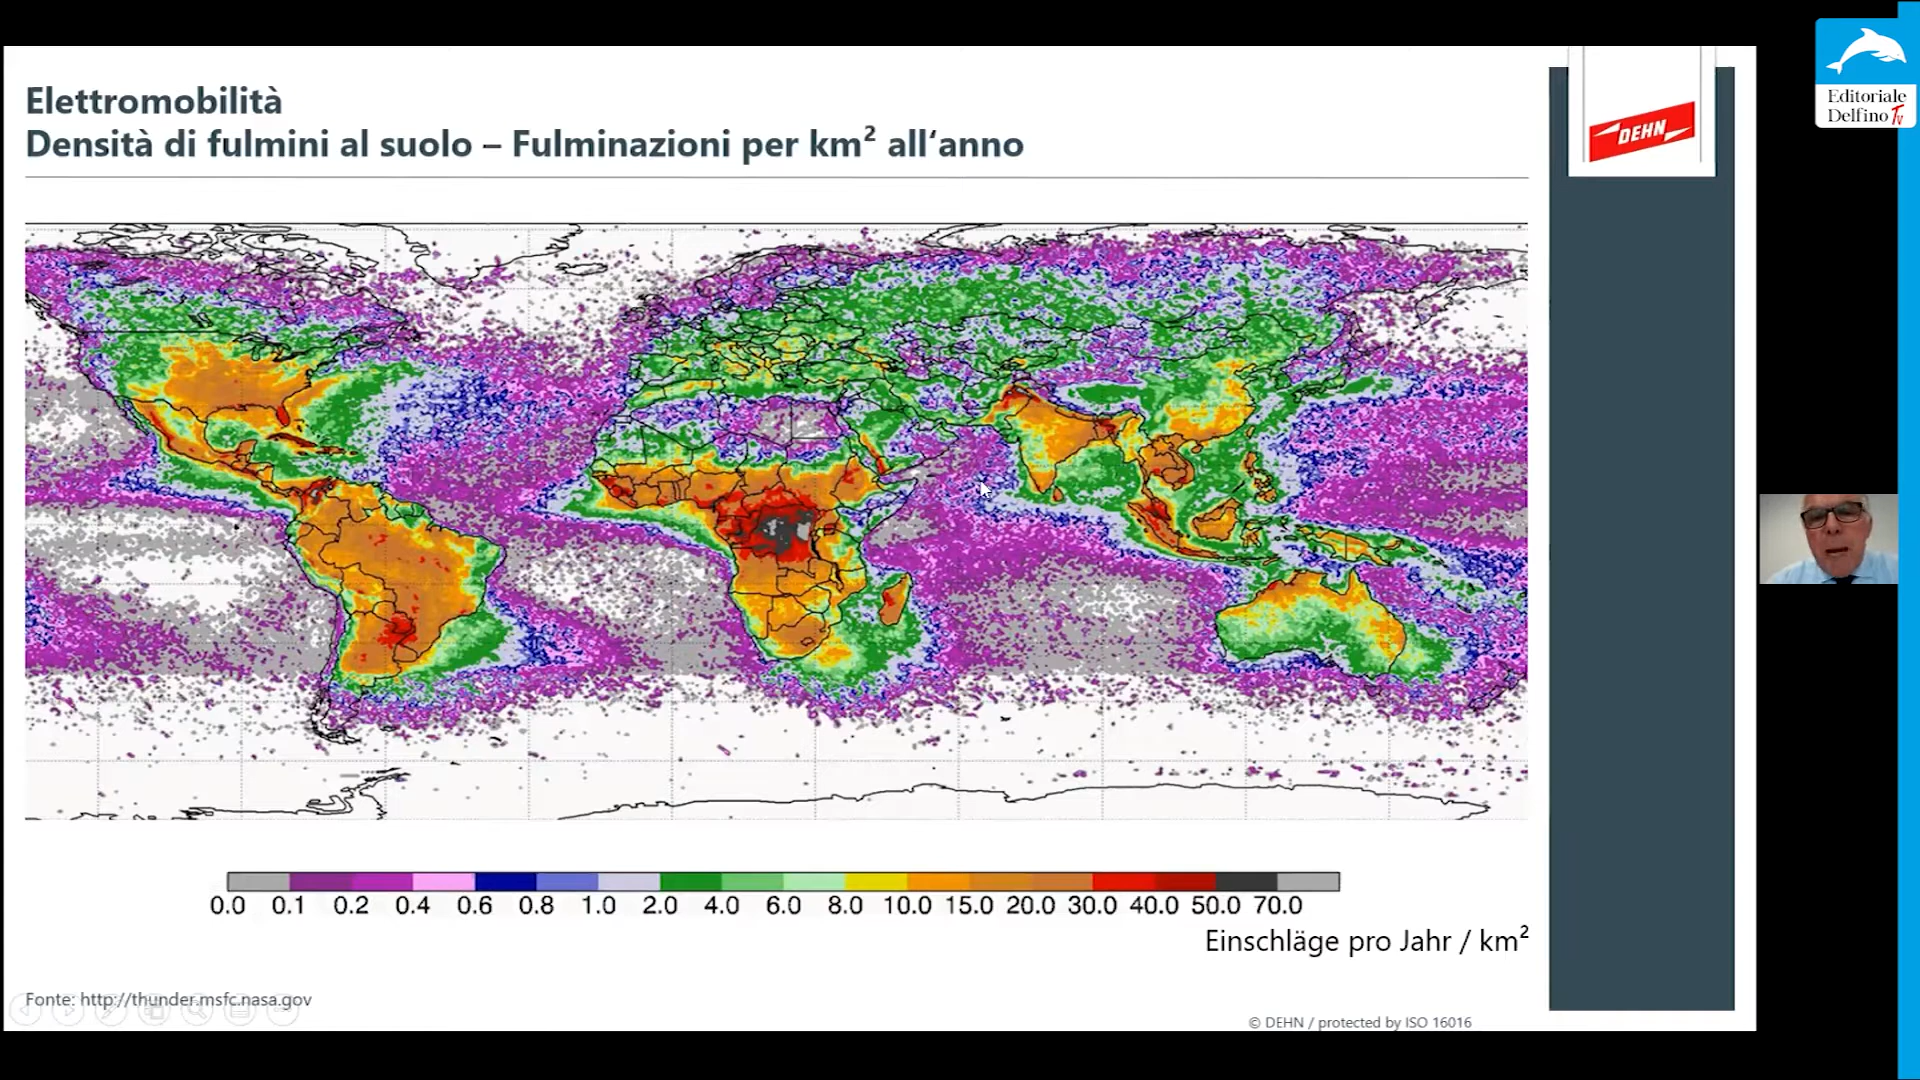 Elettromobilità
Densità di fulmini al suolo – Fulminazioni per km² all‘anno
DEHN
Editoriale
Delfino Tv
0.0 0.1 0.2 0.4 0.6 0.8 1.0 2.0 4.0 6.0 8.0 10.0 15.0 20.0 30.0 40.0 50.0 70.0
Einschläge pro Jahr / km²
Fonte: http://thunder.msfc.nasa.gov
© DEHN / protected by ISO 16016